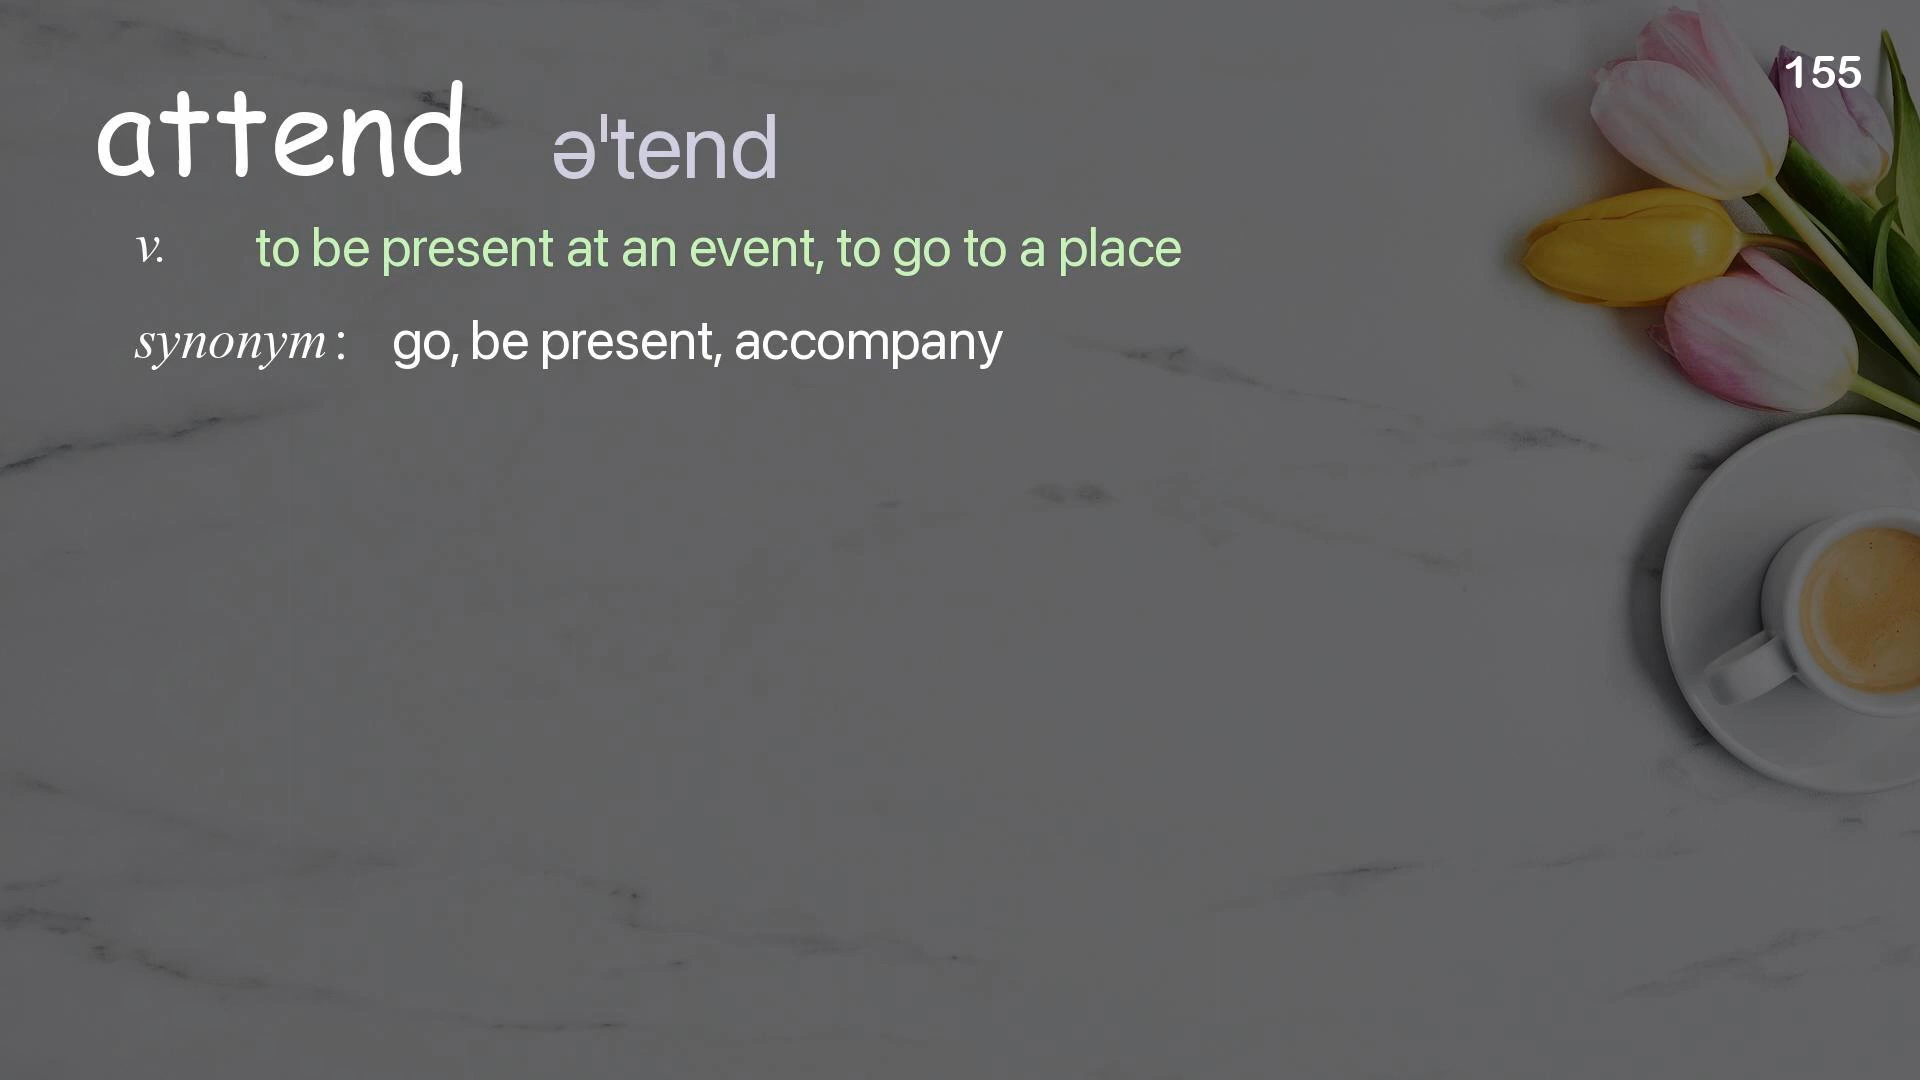 155
attend əˈtend
v. to be present at an event, to go to a place
synonym : go, be present, accompany